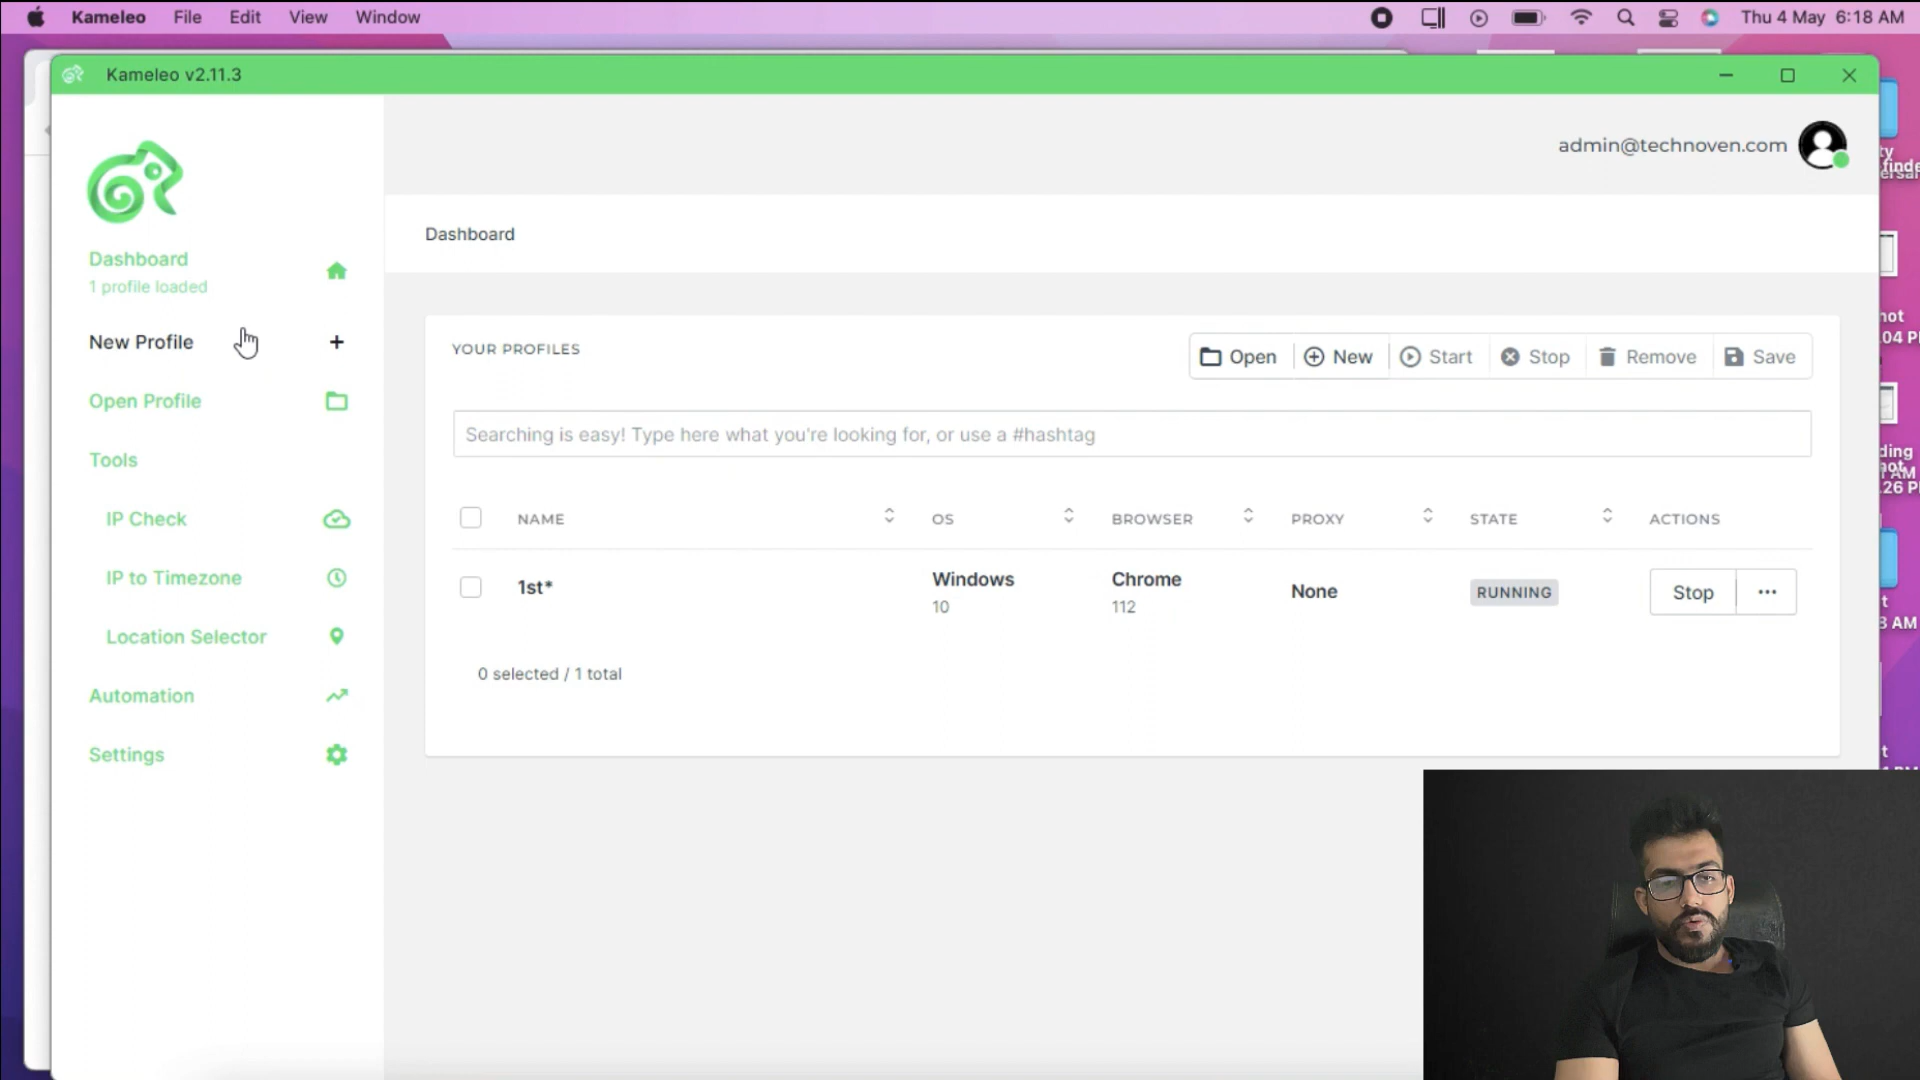 Kameleo File Edit View Window Thu 4 May 6:18 AM
Kameleo v2.11.3
admin@technoven.com
Dashboard
1 profile loaded
New Profile
Open Profile
Tools
IP Check
IP to Timezone
Location Selector
Automation
Settings
Dashboard
YOUR PROFILES
Open New Start Stop Remove Save
Searching is easy! Type here what you're looking for, or use a #hashtag
NAME OS BROWSER PROXY STATE ACTIONS
1st* Windows Chrome None RUNNING Stop ...
10 112
0 selected / 1 total